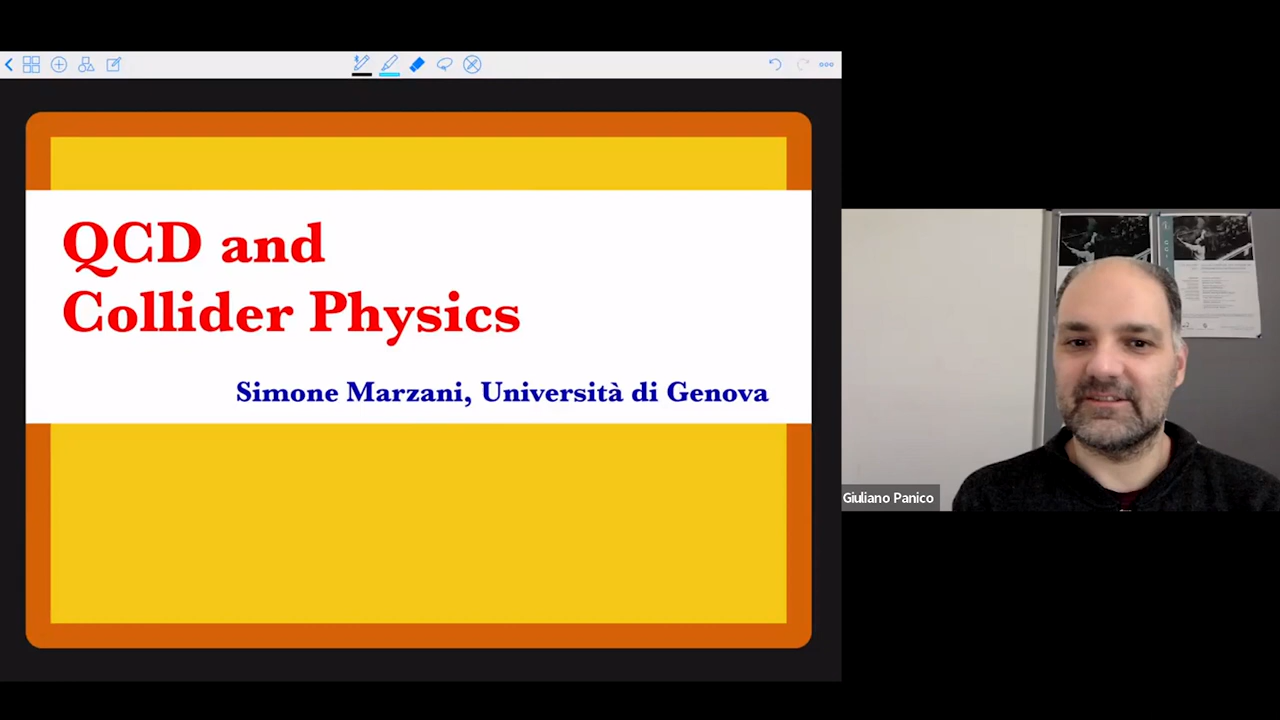 QCD and
Collider Physics
Simone Marzani, Università di Genova
Giuliano Panico